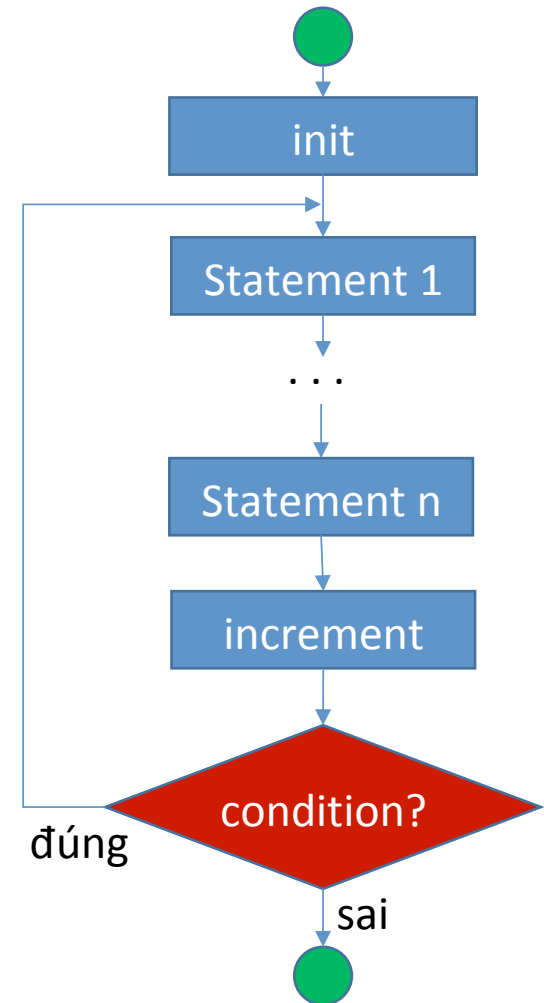 init
Statement 1
. . .
Statement n
increment
condition?
đúng
sai